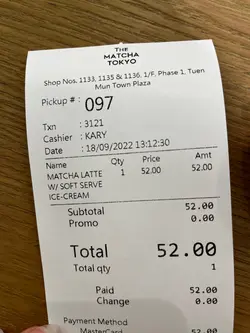 THE
MATCHA
TOKYO
Shop Nos. 1133, 1135 & 1136, 1/F, Phase 1, Tuen
Mun Town Plaza
Pickup # : 097
Txn : 3121
Cashier : KARY
Date : 18/09/2022 13:12:30
Name Qty Price Amt
MATCHA LATTE 1 52.00 52.00
W/ SOFT SERVE
ICE-CREAM
Subtotal 52.00
Promo 0.00
Total 52.00
Total qty 1
Paid 52.00
Change 0.00
Payment Method
MasterCard